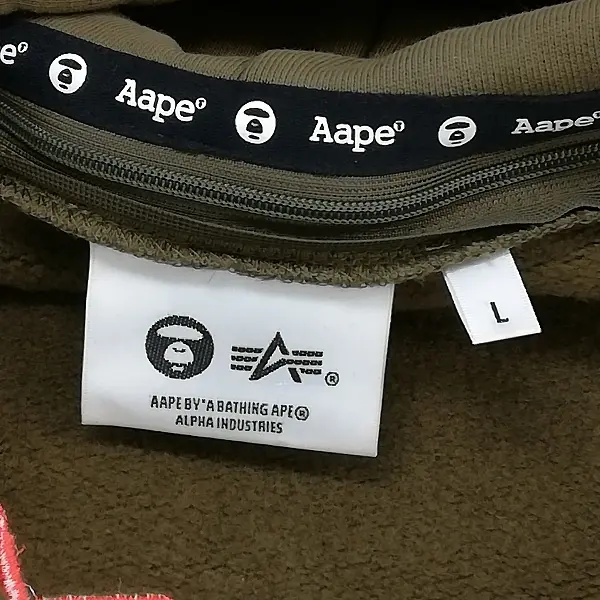 e®
Aape®
Aape®
Aape®
L
®
AAPE BY *A BATHING APE®
ALPHA INDUSTRIES